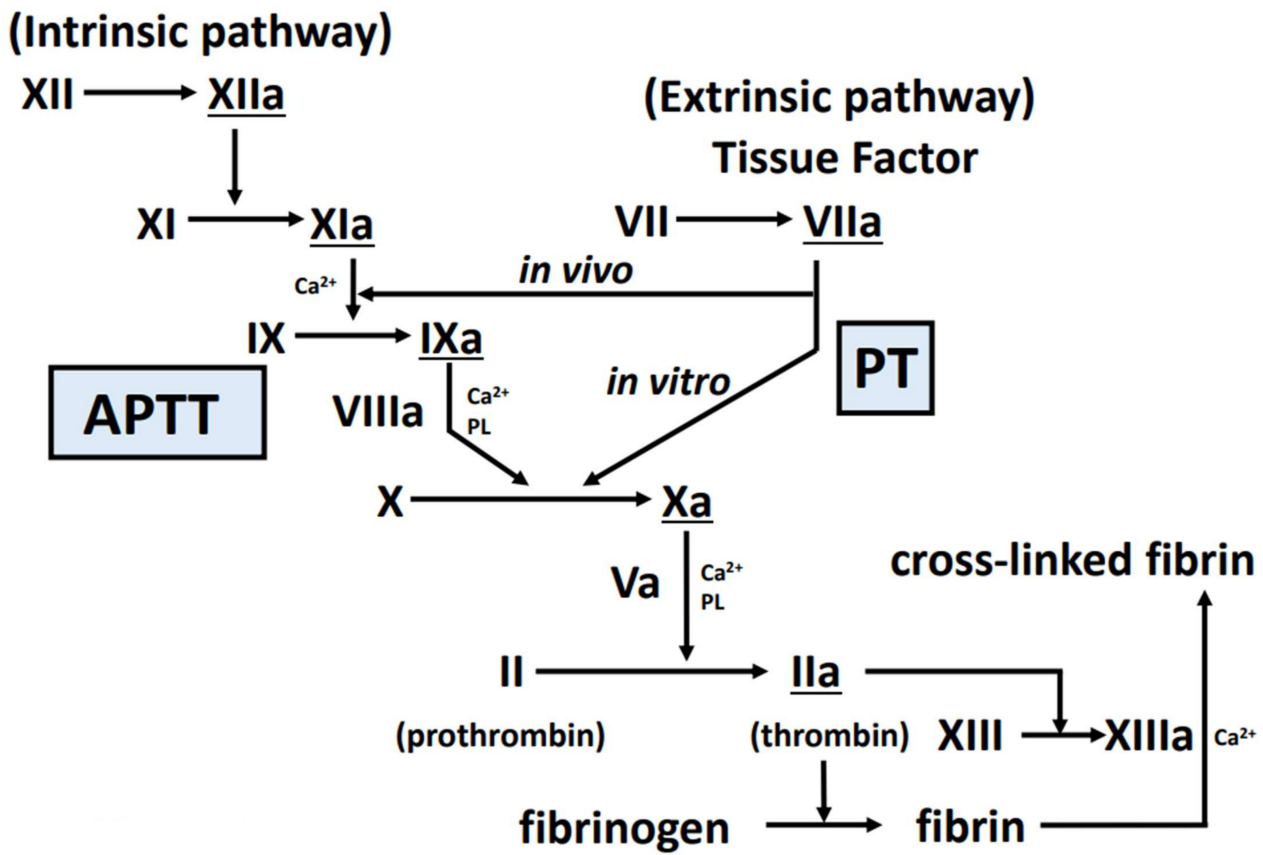 (Intrinsic pathway)
XII XIIa
(Extrinsic pathway)
Tissue Factor
XI XIa
VII VIIa
in vivo
Ca²⁺
IX IXa
PT
APTT
VIIIa
Ca²⁺
PL
in vitro
X Xa
Va
Ca²⁺
PL
cross-linked fibrin
II IIa
(prothrombin) (thrombin)
XIII XIIIa
Ca²⁺
fibrinogen fibrin